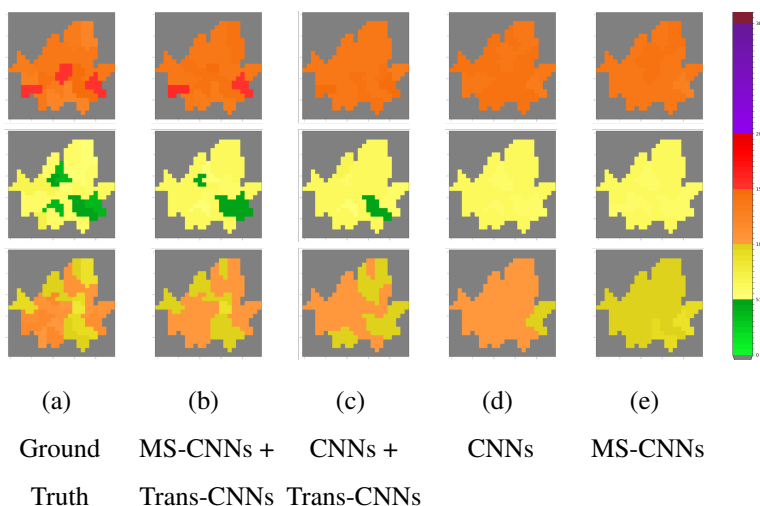 (a) (b) (c) (d) (e)
Ground MS-CNNs + CNNs + CNNs MS-CNNs
Truth Trans-CNNs Trans-CNNs